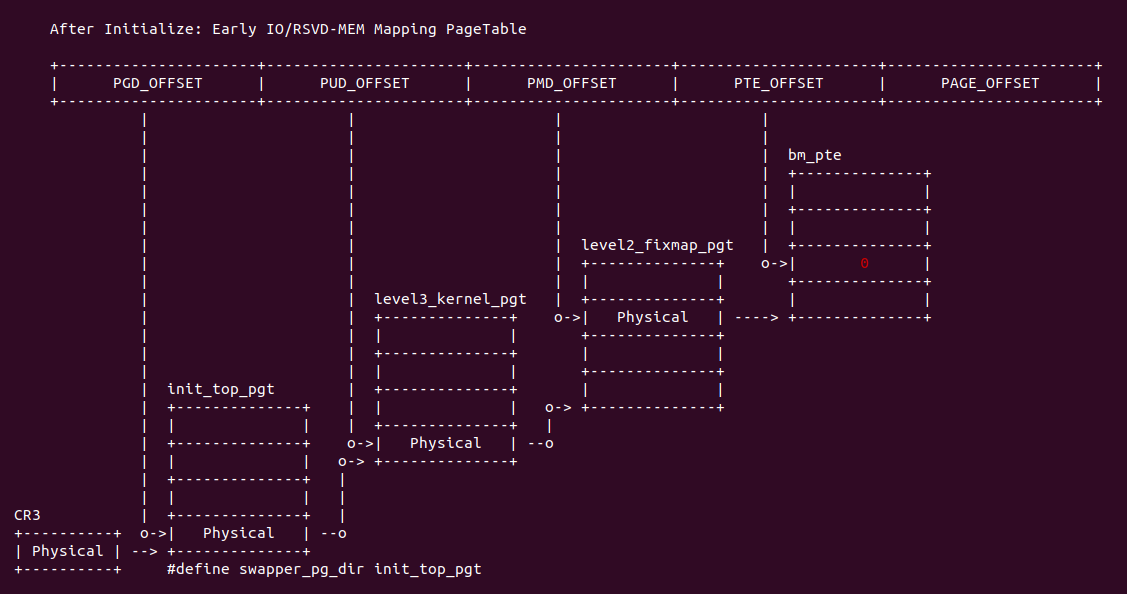 After Initialize: Early IO/RSVD-MEM Mapping PageTable
PGD_OFFSET PUD_OFFSET PMD_OFFSET PTE_OFFSET PAGE_OFFSET
bm_pte
level2_fixmap_pgt
0
level3_kernel_pgt
Physical
init_top_pgt
Physical
CR3
Physical
Physical
#define swapper_pg_dir init_top_pgt